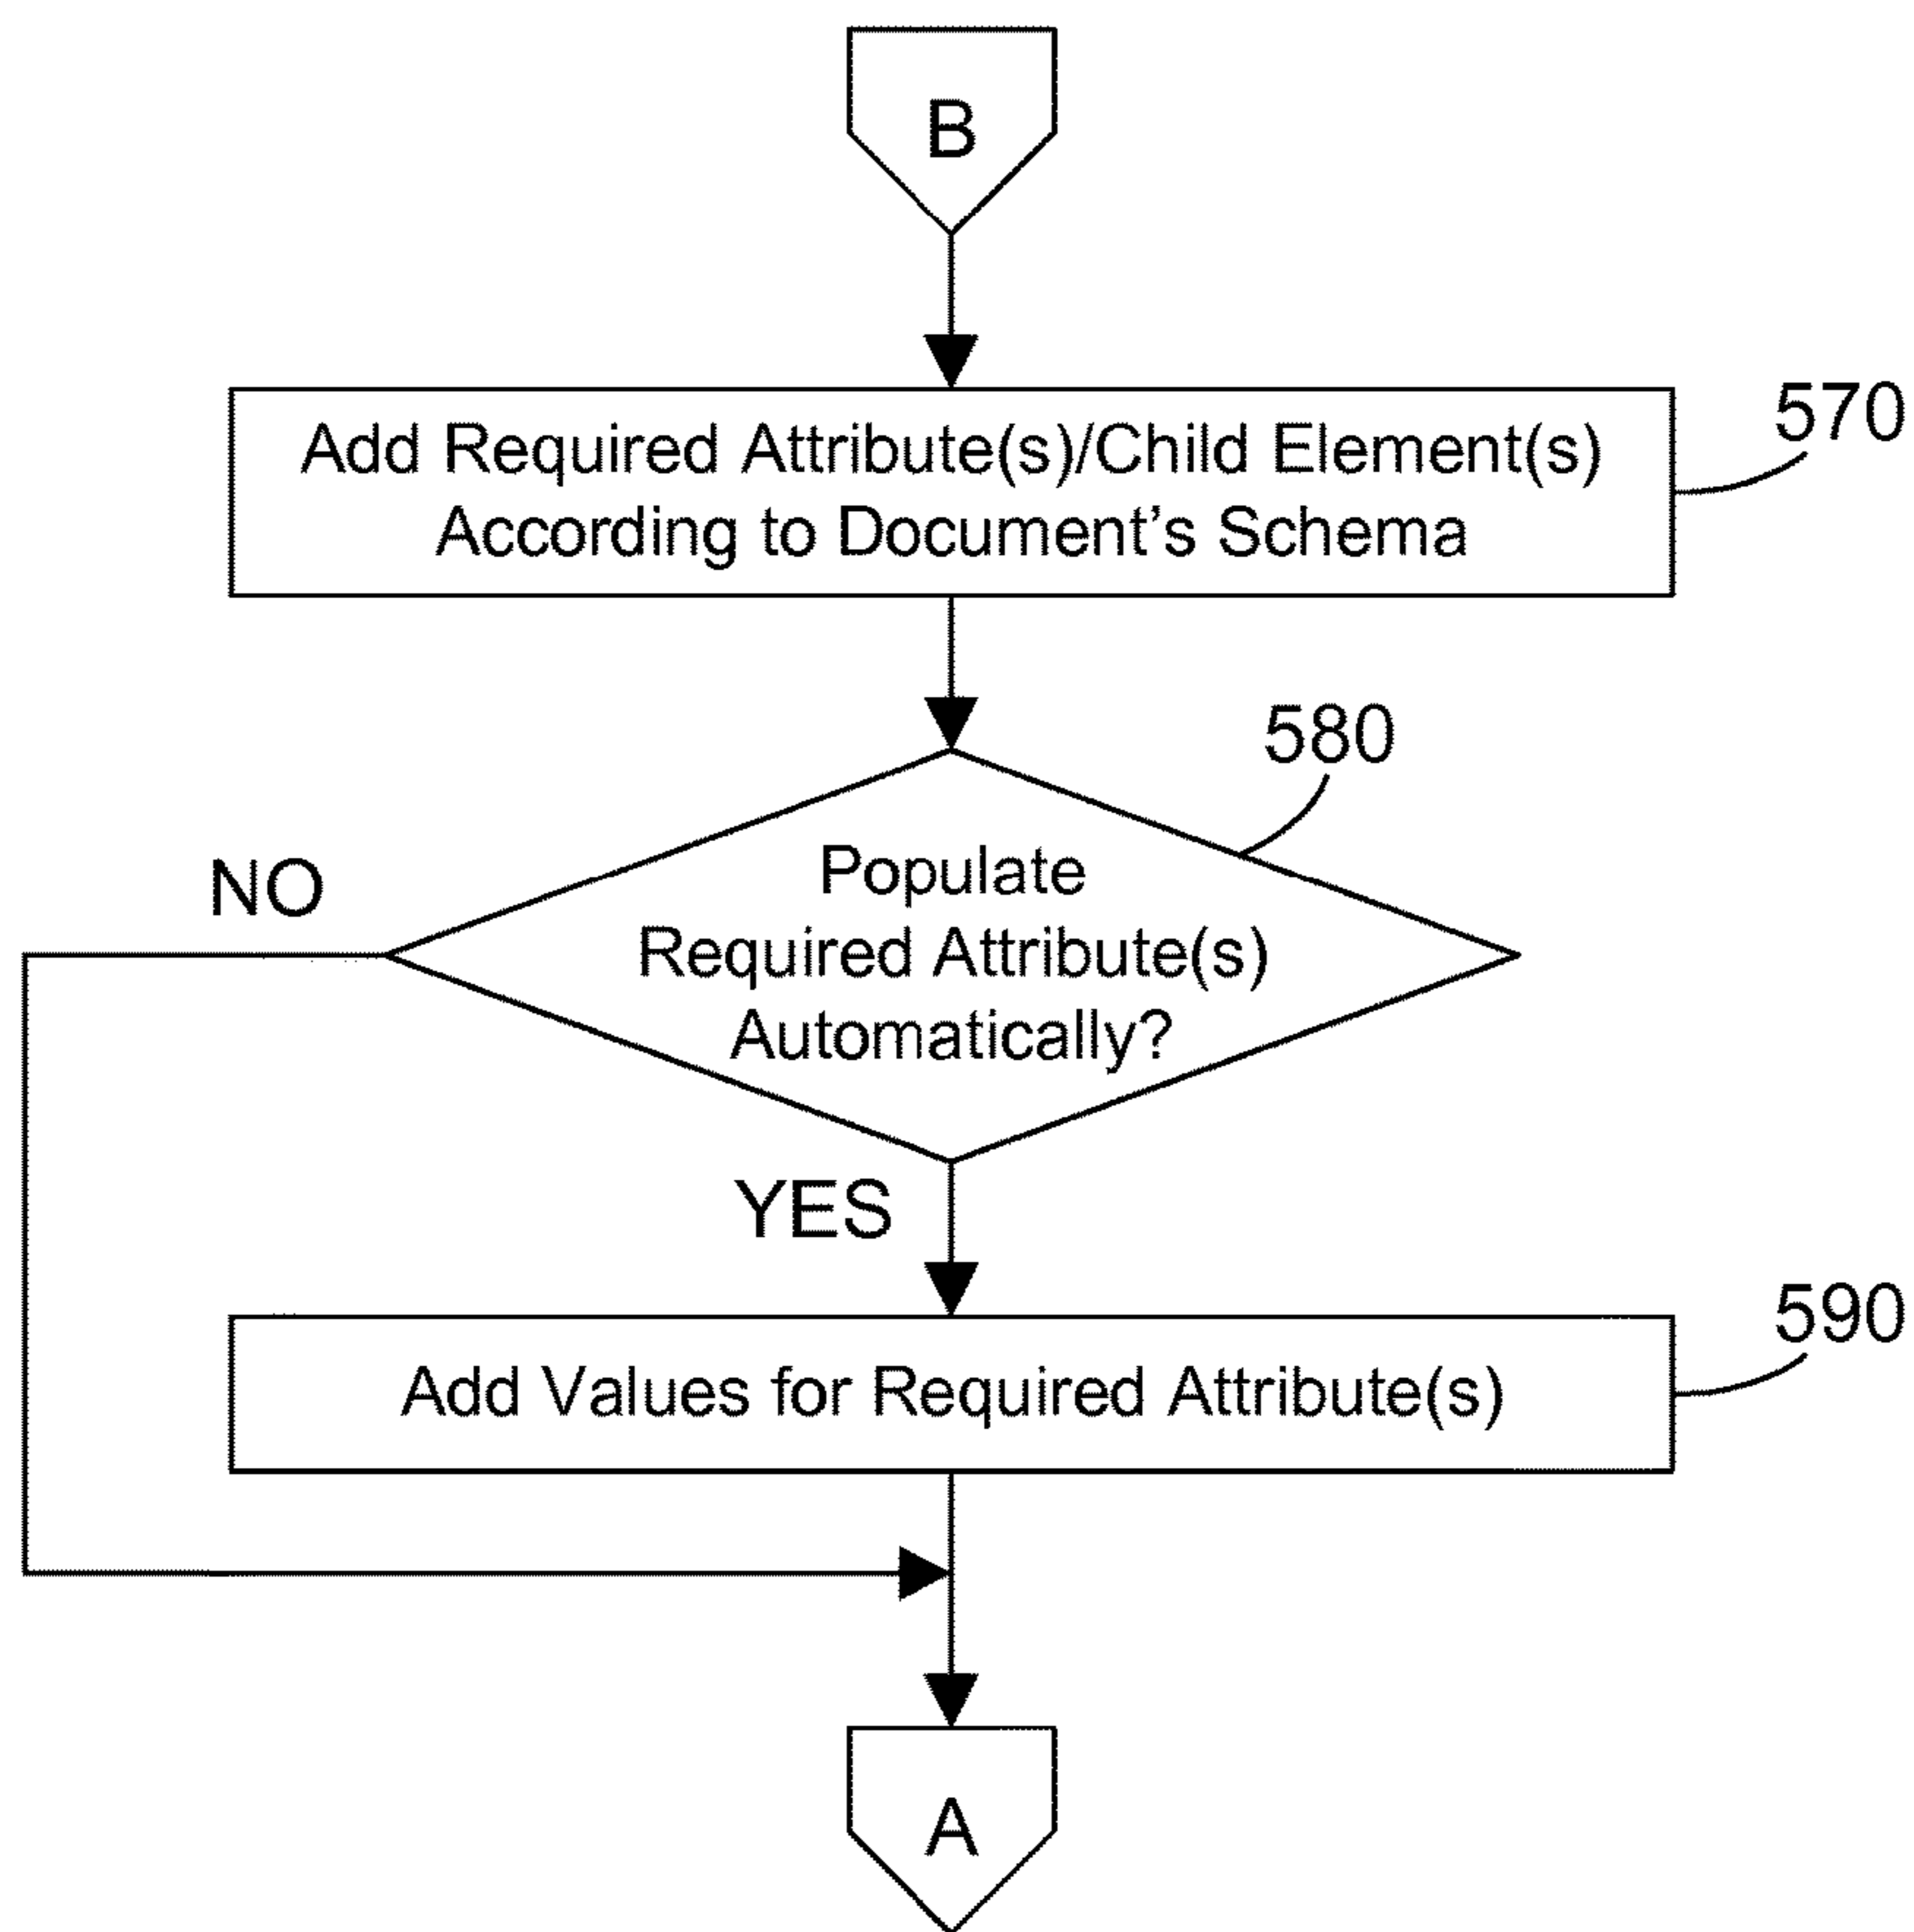 B
570
Add Required Attribute(s)/Child Element(s)
According to Document’s Schema
580
NO
Populate
Required Attribute(s)
Automatically?
YES
590
Add Values for Required Attribute(s)
A